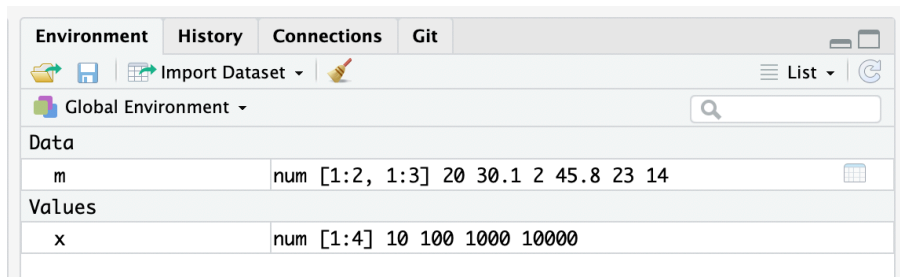 Environment History Connections Git
Import Dataset List
Global Environment
Data
m num [1:2, 1:3] 20 30.1 2 45.8 23 14
Values
x num [1:4] 10 100 1000 10000